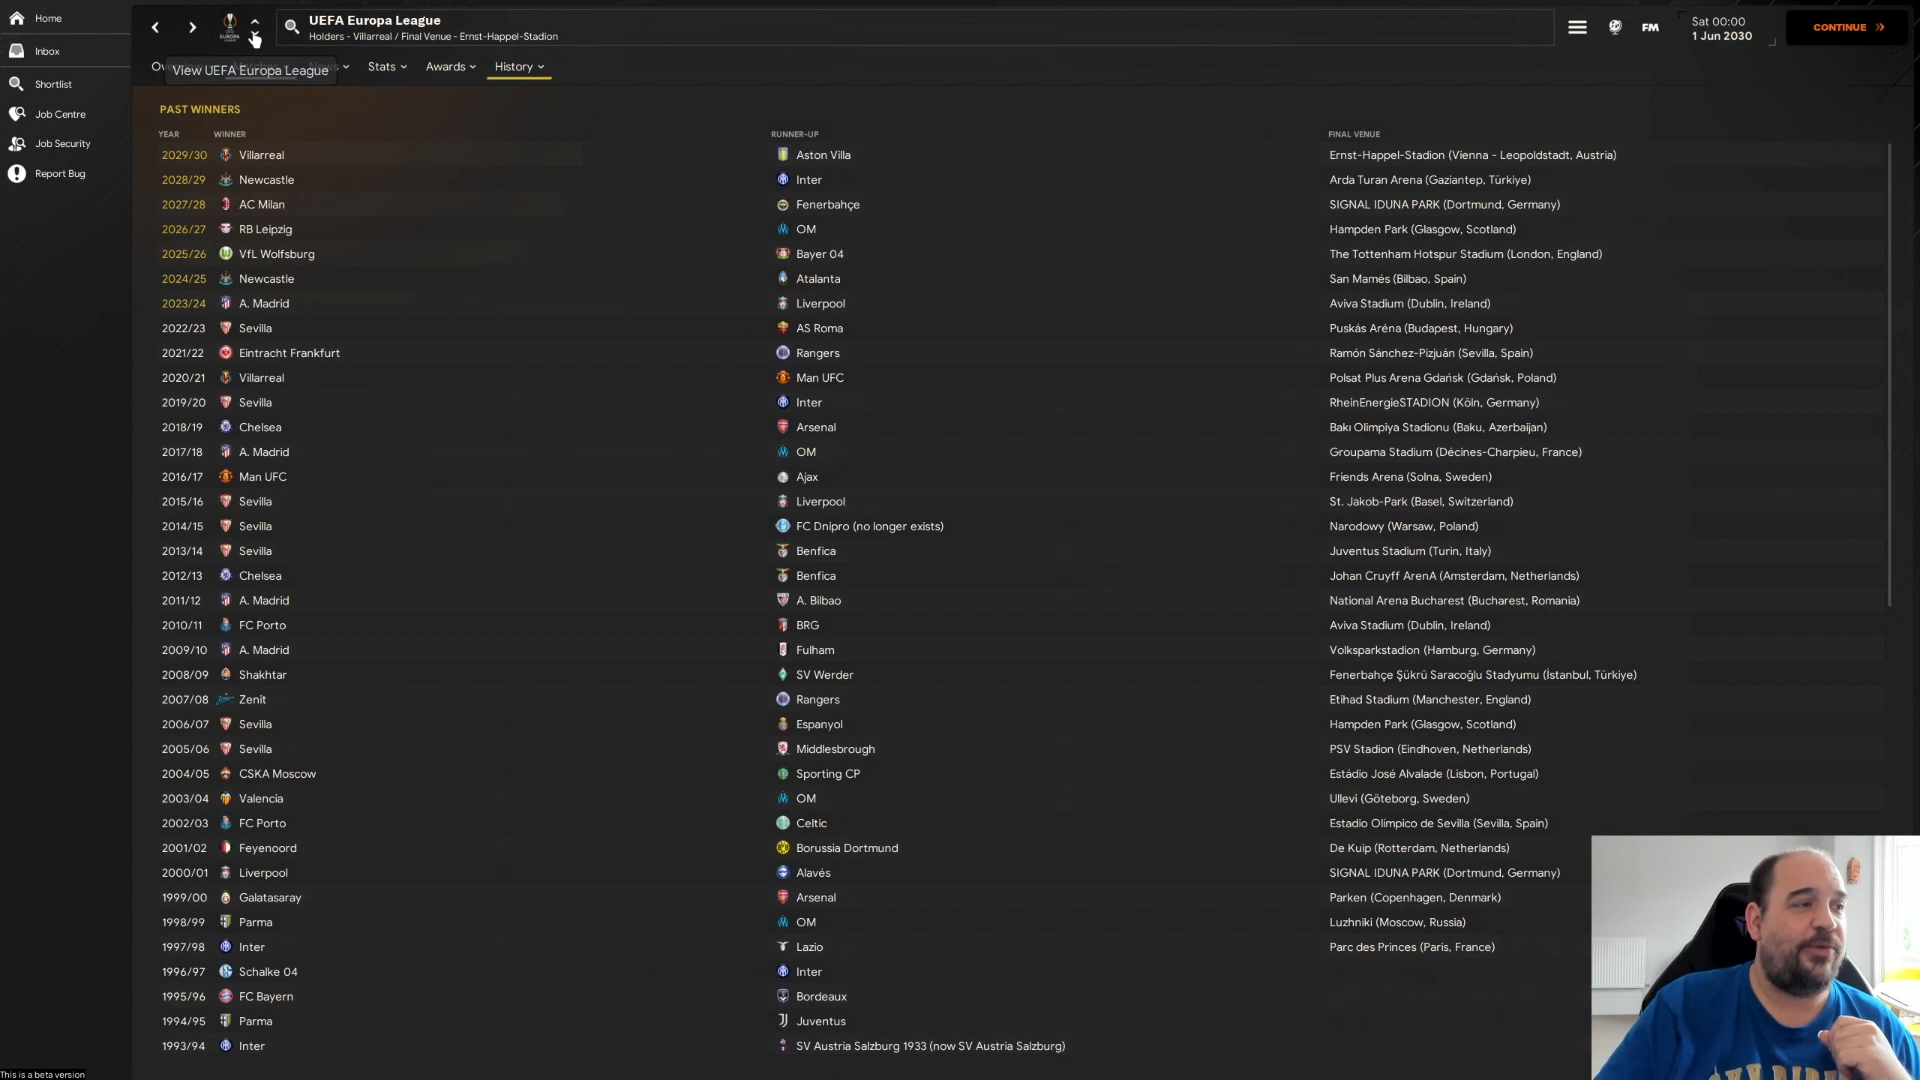 Home
Inbox
Shortlist
Job Centre
Job Security
Report Bug
This is a beta version
UEFA Europa League
Holders - Villarreal / Final Venue - Ernst-Happel-Stadion
FM
Sat 00:00
1 Jun 2030
CONTINUE
View UEFA Europa League
Stats
Awards
History
PAST WINNERS
YEAR WINNER RUNNER-UP FINAL VENUE
2029/30 Villarreal Aston Villa Ernst-Happel-Stadion (Vienna - Leopoldstadt, Austria)
2028/29 Newcastle Inter Arda Turan Arena (Gaziantep, Türkiye)
2027/28 AC Milan Fenerbahçe SIGNAL IDUNA PARK (Dortmund, Germany)
2026/27 RB Leipzig OM Hampden Park (Glasgow, Scotland)
2025/26 VfL Wolfsburg Bayer 04 The Tottenham Hotspur Stadium (London, England)
2024/25 Newcastle Atalanta San Mamés (Bilbao, Spain)
2023/24 A. Madrid Liverpool Aviva Stadium (Dublin, Ireland)
2022/23 Sevilla AS Roma Puskás Aréna (Budapest, Hungary)
2021/22 Eintracht Frankfurt Rangers Ramón Sánchez-Pizjuán (Sevilla, Spain)
2020/21 Villarreal Man UFC Polsat Plus Arena Gdańsk (Gdańsk, Poland)
2019/20 Sevilla Inter RheinEnergieSTADION (Köln, Germany)
2018/19 Chelsea Arsenal Bakı Olimpiya Stadionu (Baku, Azerbaijan)
2017/18 A. Madrid OM Groupama Stadium (Décines-Charpieu, France)
2016/17 Man UFC Ajax Friends Arena (Solna, Sweden)
2015/16 Sevilla Liverpool St. Jakob-Park (Basel, Switzerland)
2014/15 Sevilla FC Dnipro (no longer exists) Narodowy (Warsaw, Poland)
2013/14 Sevilla Benfica Juventus Stadium (Turin, Italy)
2012/13 Chelsea Benfica Johan Cruyff ArenA (Amsterdam, Netherlands)
2011/12 A. Madrid A. Bilbao National Arena Bucharest (Bucharest, Romania)
2010/11 FC Porto BRG Aviva Stadium (Dublin, Ireland)
2009/10 A. Madrid Fulham Volksparkstadion (Hamburg, Germany)
2008/09 Shakhtar SV Werder Fenerbahçe Şükrü Saracoğlu Stadyumu (İstanbul, Türkiye)
2007/08 Zenit Rangers Etihad Stadium (Manchester, England)
2006/07 Sevilla Espanyol Hampden Park (Glasgow, Scotland)
2005/06 Sevilla Middlesbrough PSV Stadion (Eindhoven, Netherlands)
2004/05 CSKA Moscow Sporting CP Estádio José Alvalade (Lisbon, Portugal)
2003/04 Valencia OM Ullevi (Göteborg, Sweden)
2002/03 FC Porto Celtic Estadio Olímpico de Sevilla (Sevilla, Spain)
2001/02 Feyenoord Borussia Dortmund De Kuip (Rotterdam, Netherlands)
2000/01 Liverpool Alavés SIGNAL IDUNA PARK (Dortmund, Germany)
1999/00 Galatasaray Arsenal Parken (Copenhagen, Denmark)
1998/99 Parma OM Luzhniki (Moscow, Russia)
1997/98 Inter Lazio Parc des Princes (Paris, France)
1996/97 Schalke 04 Inter
1995/96 FC Bayern Bordeaux
1994/95 Parma Juventus
1993/94 Inter SV Austria Salzburg 1933 (now SV Austria Salzburg)